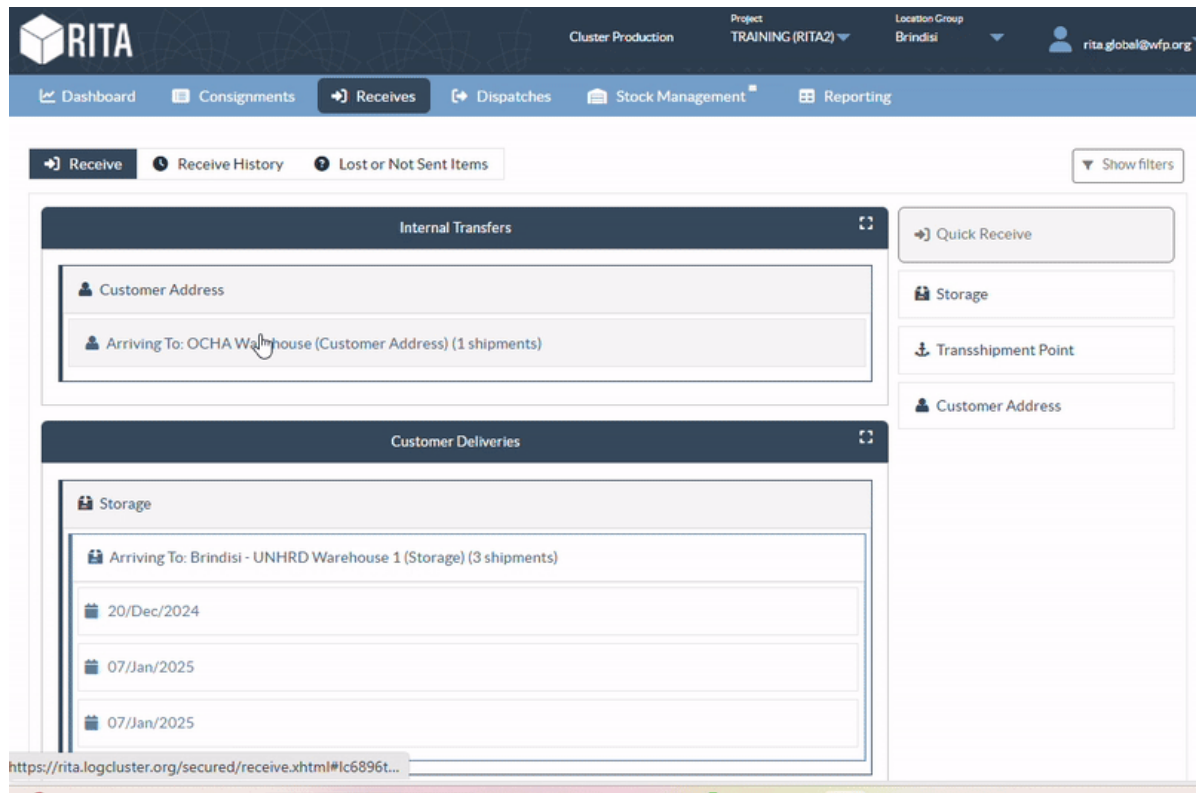 RITA
Cluster Production
Project
TRAINING (RITA2)
Location Group
Brindisi
rita.global@wfp.org
Dashboard
Consignments
Receives
Dispatches
Stock Management
Reporting
Receive
Receive History
Lost or Not Sent Items
Show filters
Internal Transfers
Customer Address
Arriving To: OCHA Warehouse (Customer Address) (1 shipments)
Customer Deliveries
Storage
Arriving To: Brindisi - UNHRD Warehouse 1 (Storage) (3 shipments)
20/Dec/2024
07/Jan/2025
07/Jan/2025
Quick Receive
Storage
Transshipment Point
Customer Address
https://rita.logcluster.org/secured/receive.xhtml#lc6896t...